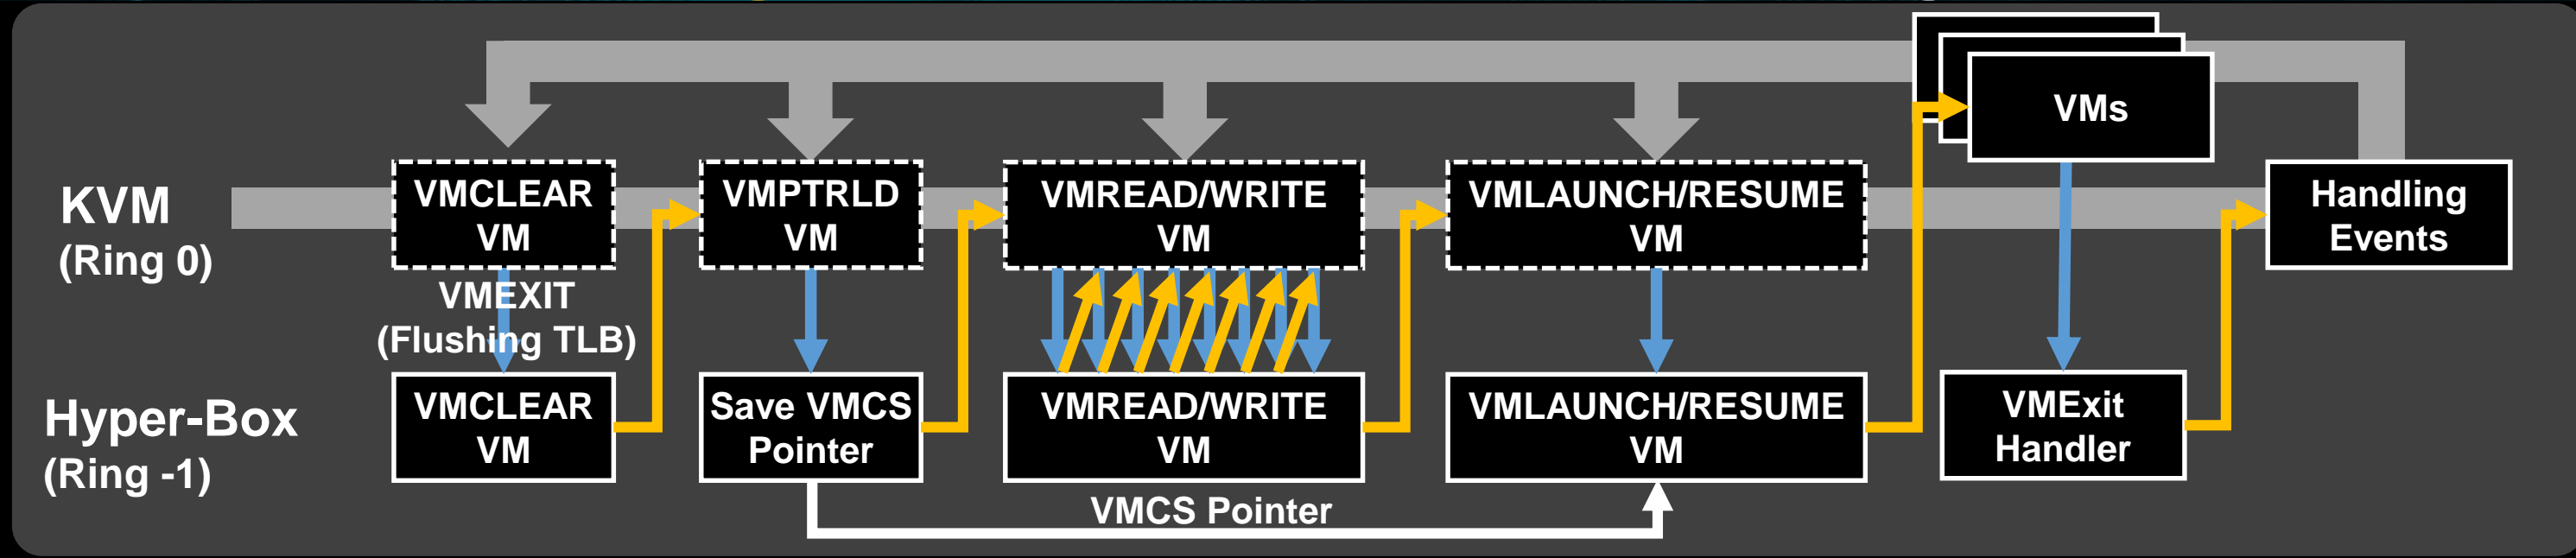 VMs
KVM
(Ring 0)
VMCLEAR
VM
VMPTRLD
VM
VMREAD/WRITE
VM
VMLAUNCH/RESUME
VM
Handling
Events
VMEXIT
(Flushing TLB)
Hyper-Box
(Ring -1)
VMCLEAR
VM
Save VMCS
Pointer
VMREAD/WRITE
VM
VMLAUNCH/RESUME
VM
VMExit
Handler
VMCS Pointer